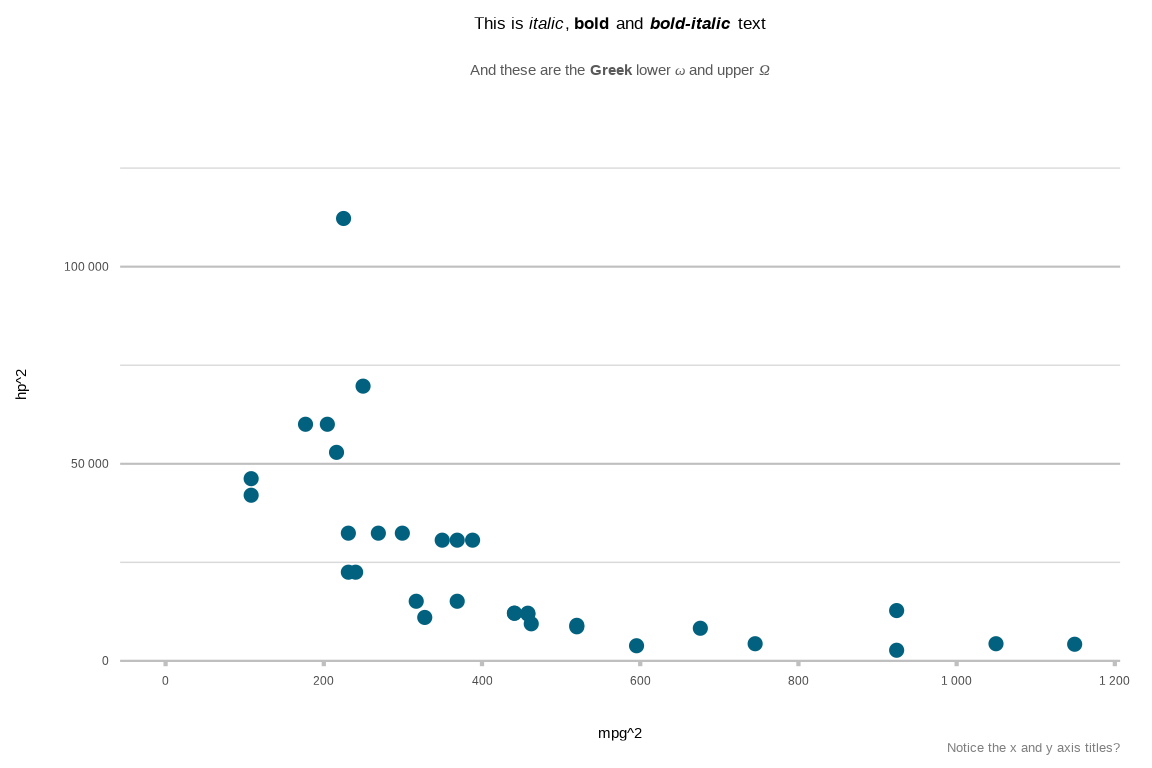 This is italic, bold and bold-italic text
And these are the Greek lower ω and upper Ω
100 000
50 000
0
hp^2
0 200 400 600 800 1 000 1 200
mpg^2
Notice the x and y axis titles?